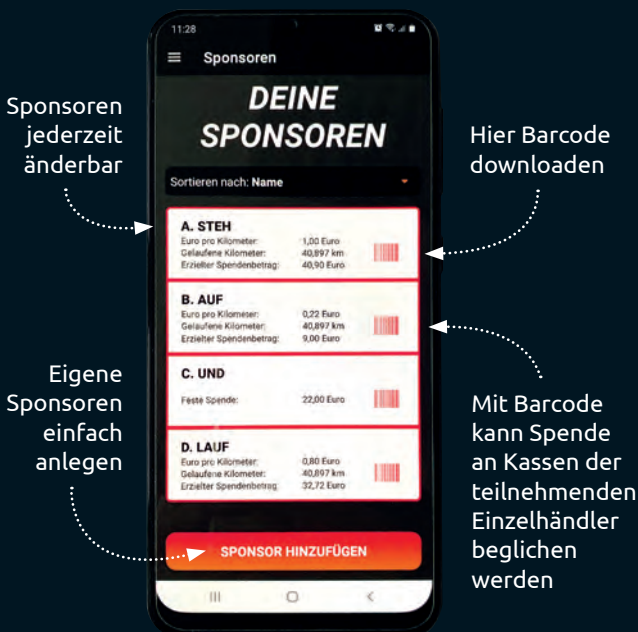 11:28
Sponsoren
DEINE
SPONSOREN
Sortieren nach: Name
A. STEH
Euro pro Kilometer: 1,00 Euro
Gelaufene Kilometer: 40,897 km
Erzielter Spendenbetrag: 40,90 Euro
B. AUF
Euro pro Kilometer: 0,22 Euro
Gelaufene Kilometer: 40,897 km
Erzielter Spendenbetrag: 9,00 Euro
C. UND
Feste Spende: 22,00 Euro
D. LAUF
Euro pro Kilometer: 0,80 Euro
Gelaufene Kilometer: 40,897 km
Erzielter Spendenbetrag: 32,72 Euro
SPONSOR HINZUFÜGEN
Sponsoren
jederzeit
änderbar
Eigene
Sponsoren
einfach
anlegen
Hier Barcode
downloaden
Mit Barcode
kann Spende
an Kassen der
teilnehmenden
Einzelhändler
beglichen
werden